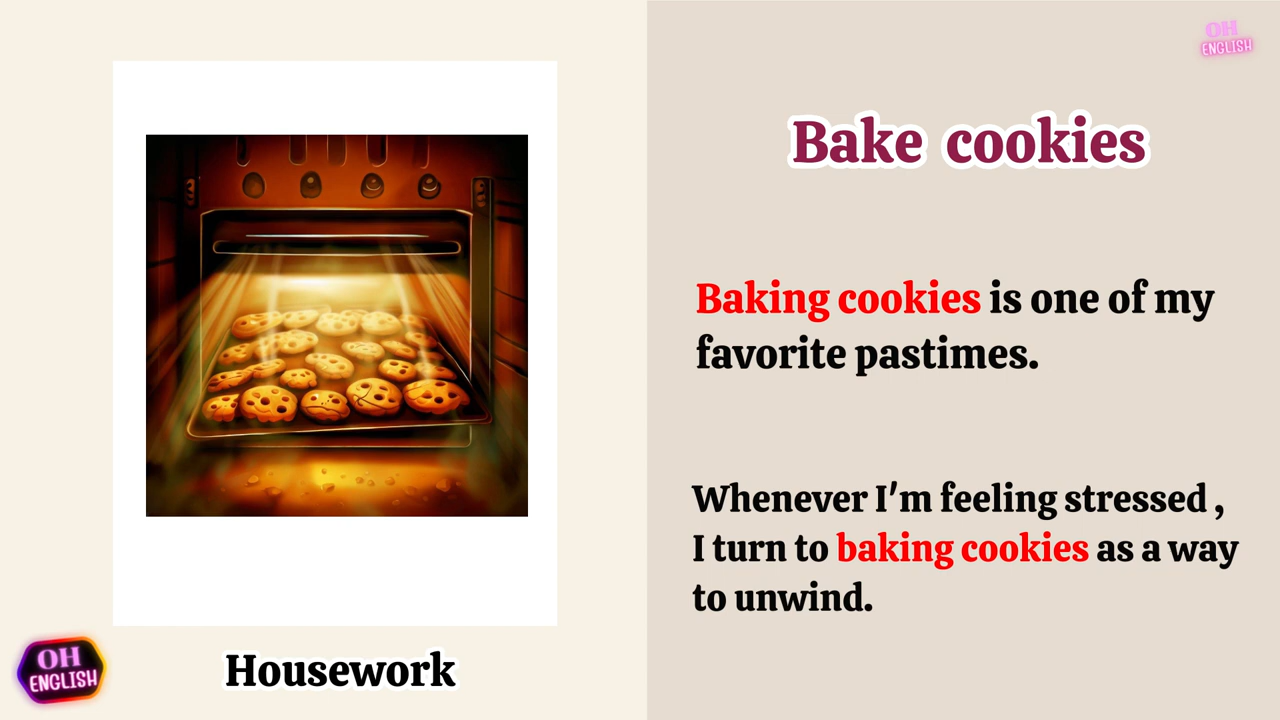 OH
ENGLISH
Bake cookies
Baking cookies is one of my
favorite pastimes.
Whenever I'm feeling stressed ,
I turn to baking cookies as a way
to unwind.
OH
ENGLISH
Housework